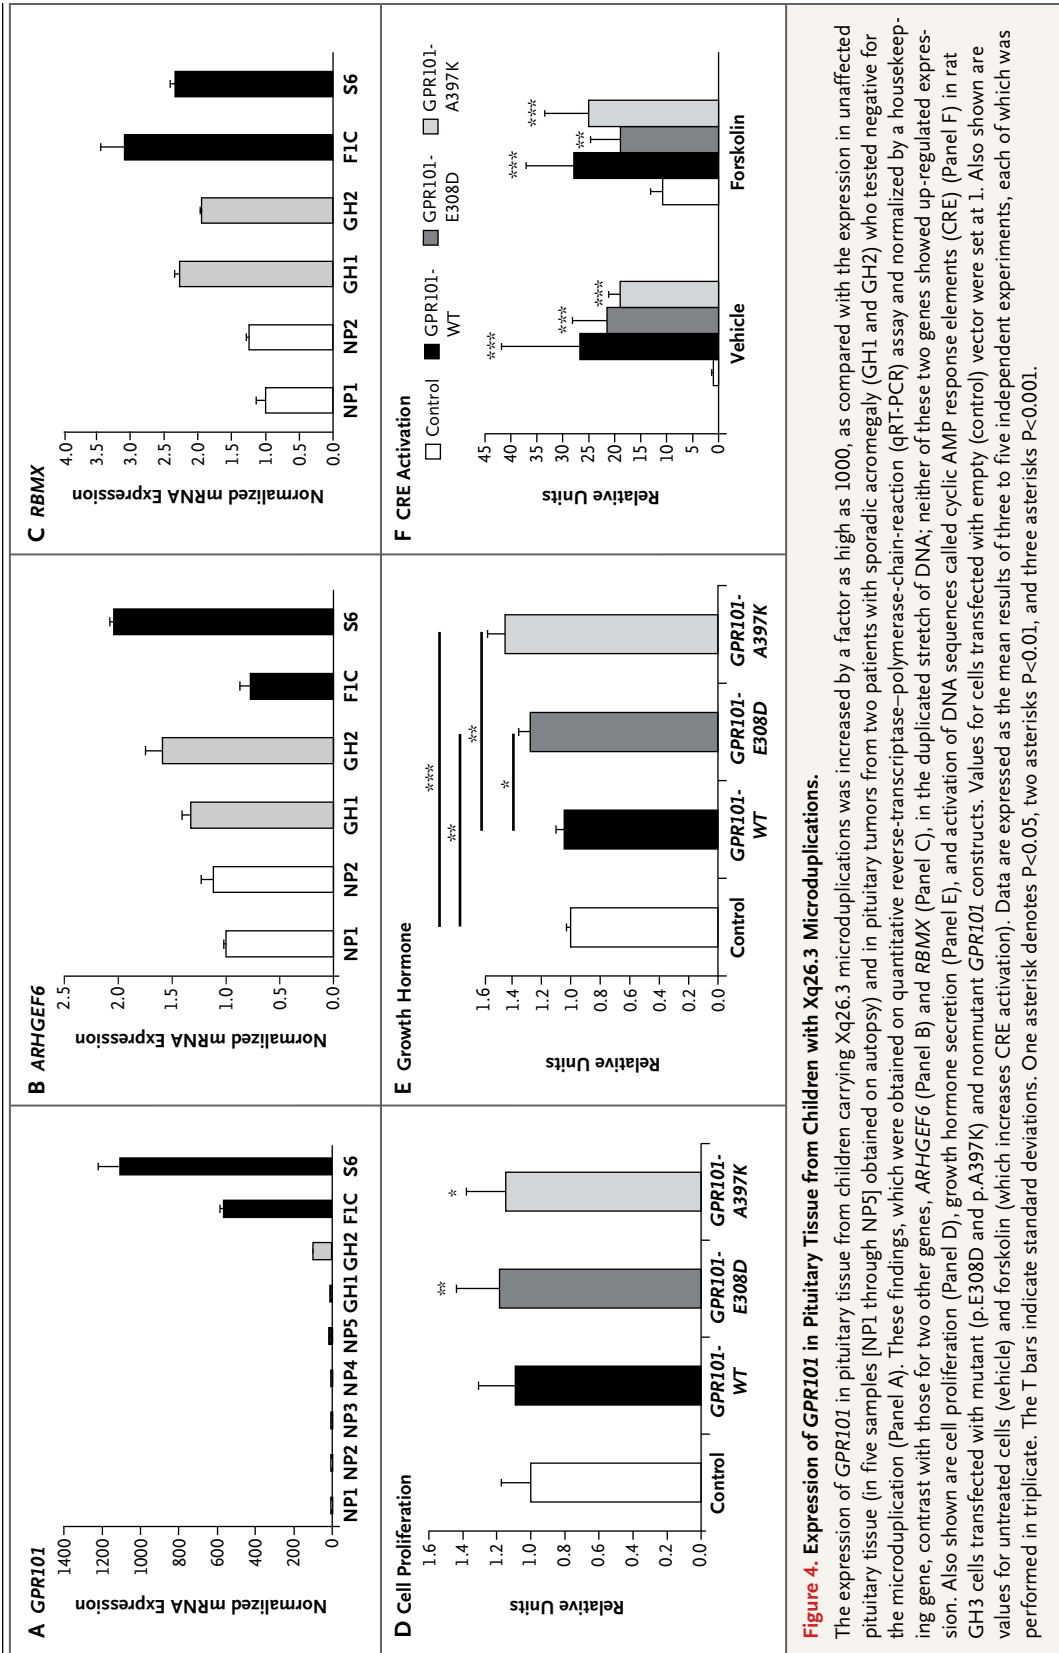 A GPR101
Normalized mRNA Expression
1400
1200
1000
800
600
400
200
0
NP1 NP2 NP3 NP4 NP5 GH1 GH2 F1C S6
B ARHGEF6
Normalized mRNA Expression
2.5
2.0
1.5
1.0
0.5
0.0
NP1 NP2 GH1 GH2 F1C S6
C RBMX
Normalized mRNA Expression
4.0
3.5
3.0
2.5
2.0
1.5
1.0
0.5
0.0
NP1 NP2 GH1 GH2 F1C S6
D Cell Proliferation
Relative Units
1.6
1.4
1.2
1.0
0.8
0.6
0.4
0.2
0.0
**
*
Control GPR101- GPR101- GPR101-
WT E308D A397K
E Growth Hormone
Relative Units
1.6
1.4
1.2
1.0
0.8
0.6
0.4
0.2
0.0
***
**
**
*
Control GPR101- GPR101- GPR101-
WT E308D A397K
F CRE Activation
Control GPR101- GPR101- GPR101-
WT E308D A397K
Relative Units
45
40
35
30
25
20
15
10
5
0
*** *** *** *** ** ***
Vehicle Forskolin
Figure 4. Expression of GPR101 in Pituitary Tissue from Children with Xq26.3 Microduplications.
The expression of GPR101 in pituitary tissue from children carrying Xq26.3 microduplications was increased by a factor as high as 1000, as compared with the expression in unaffected
pituitary tissue (in five samples [NP1 through NP5] obtained on autopsy) and in pituitary tumors from two patients with sporadic acromegaly (GH1 and GH2) who tested negative for
the microduplication (Panel A). These findings, which were obtained on quantitative reverse-transcriptase–polymerase-chain-reaction (qRT-PCR) assay and normalized by a housekeep-
ing gene, contrast with those for two other genes, ARHGEF6 (Panel B) and RBMX (Panel C), in the duplicated stretch of DNA; neither of these two genes showed up-regulated expres-
sion. Also shown are cell proliferation (Panel D), growth hormone secretion (Panel E), and activation of DNA sequences called cyclic AMP response elements (CRE) (Panel F) in rat
GH3 cells transfected with mutant (p.E308D and p.A397K) and nonmutant GPR101 constructs. Values for cells transfected with empty (control) vector were set at 1. Also shown are
values for untreated cells (vehicle) and forskolin (which increases CRE activation). Data are expressed as the mean results of three to five independent experiments, each of which was
performed in triplicate. The T bars indicate standard deviations. One asterisk denotes P<0.05, two asterisks P<0.01, and three asterisks P<0.001.